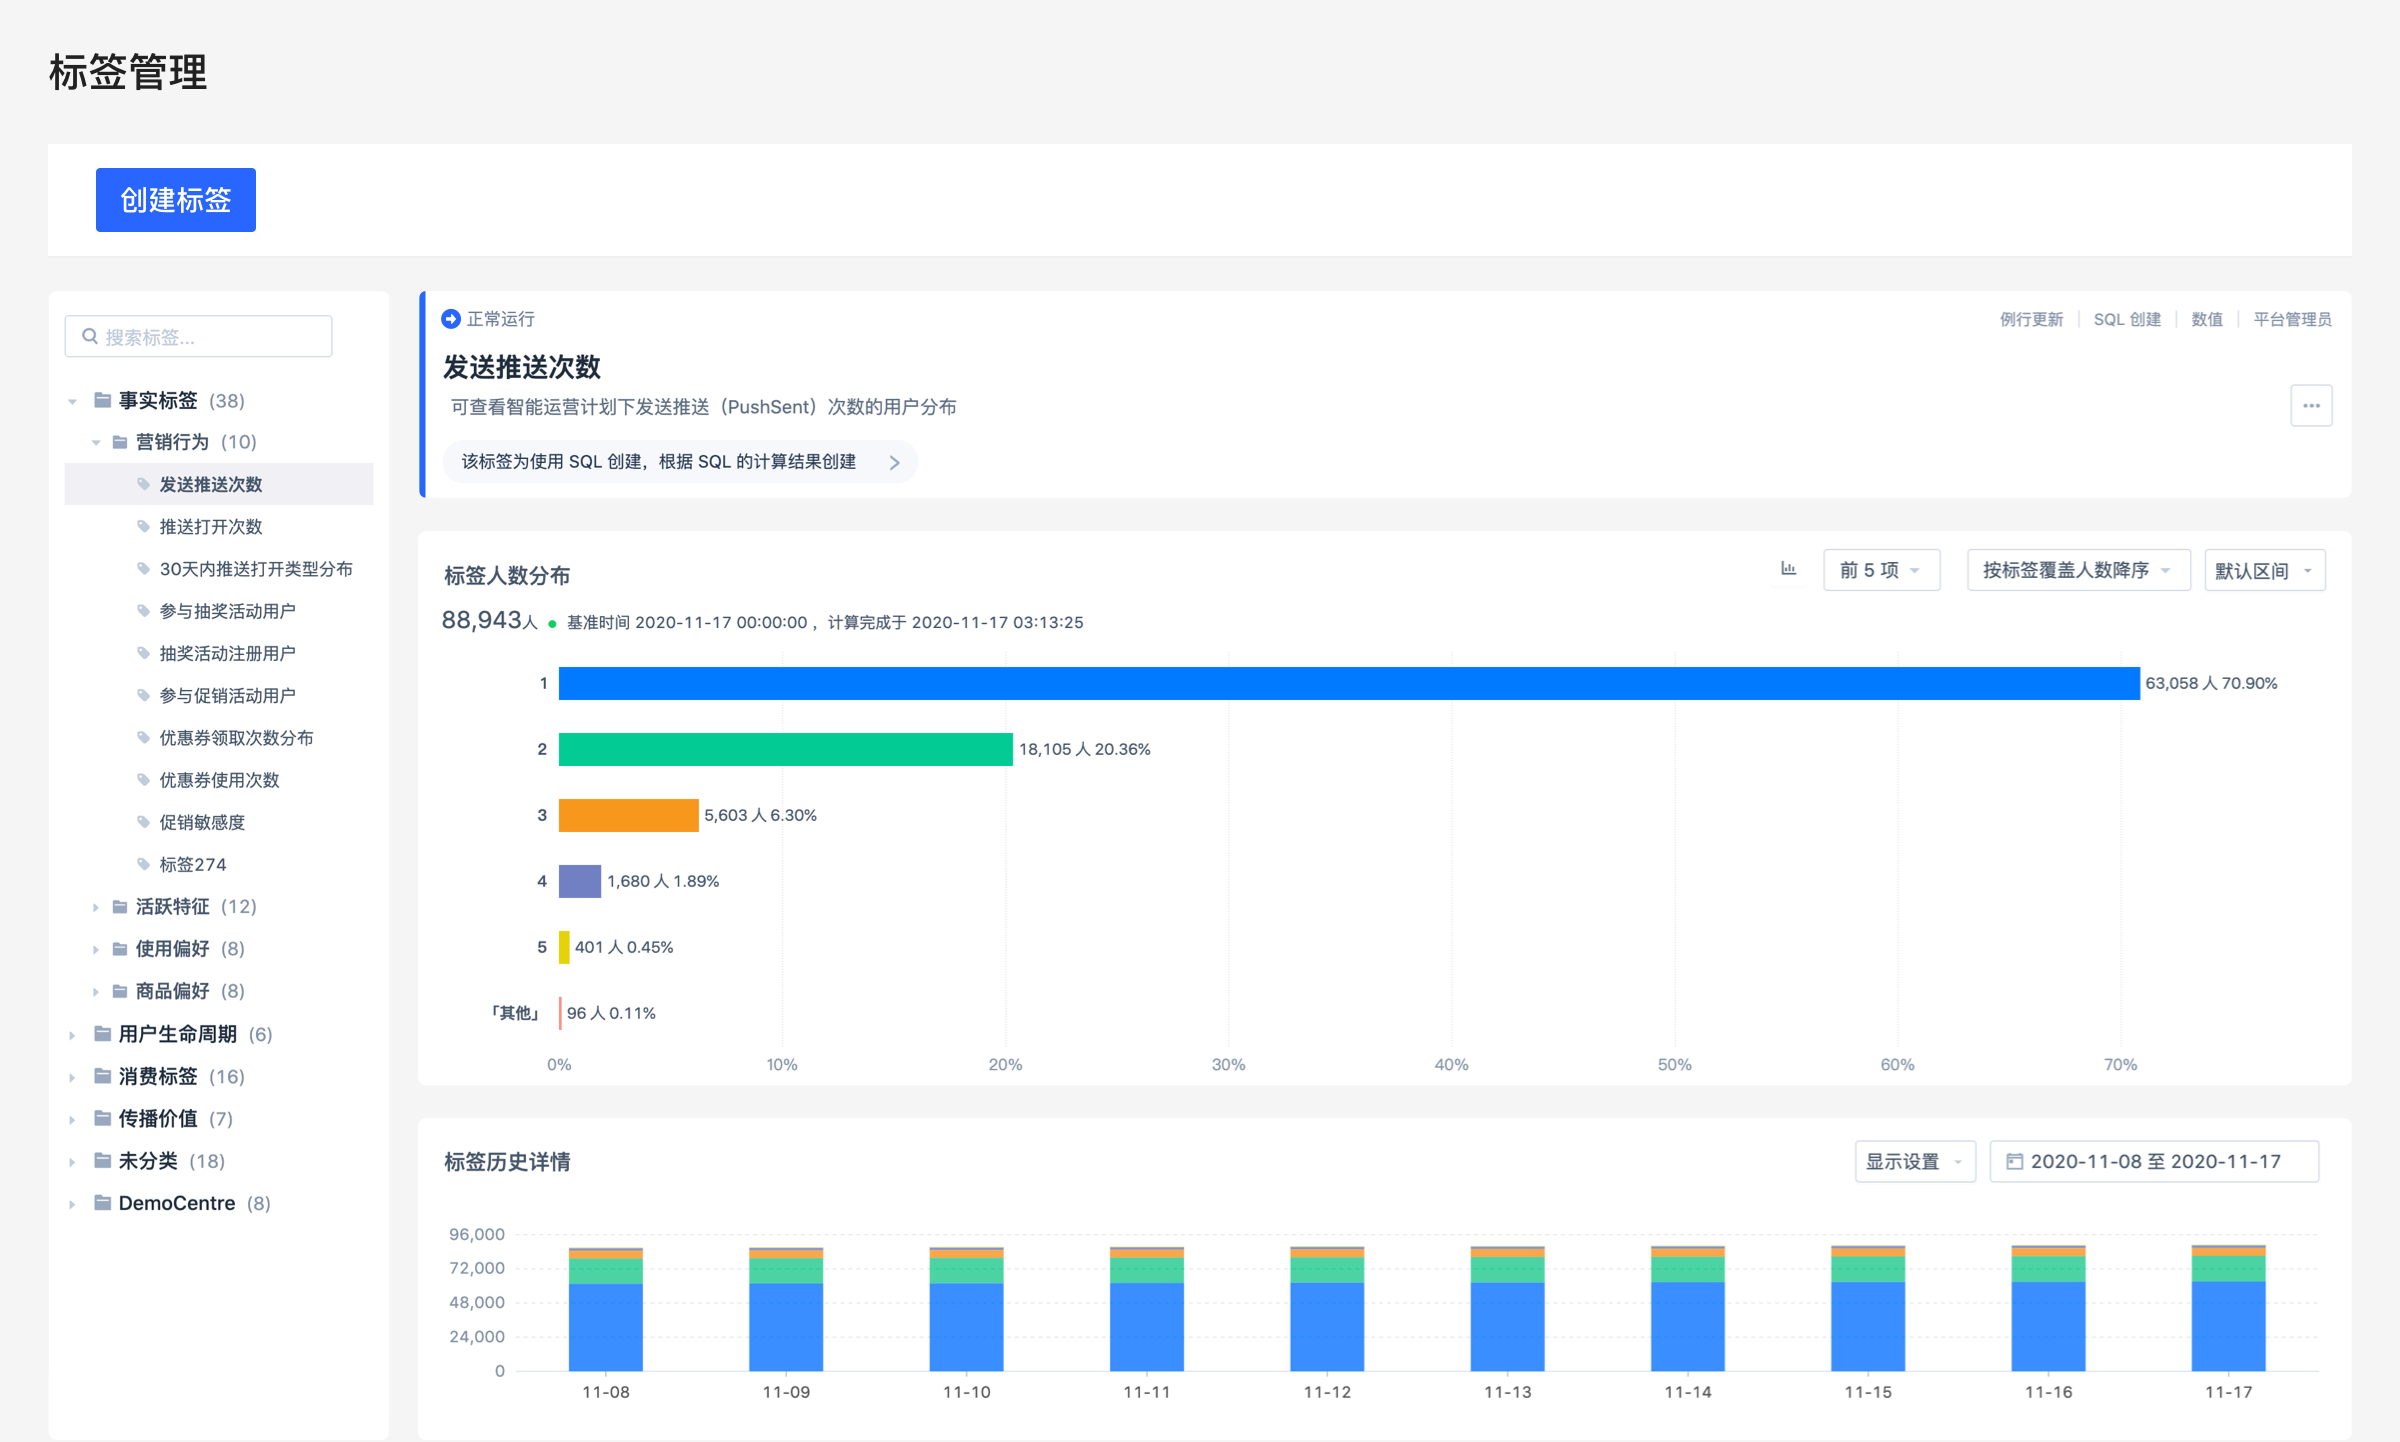 标签管理
创建标签
搜索标签...
事实标签 (38)
营销行为 (10)
发送推送次数
推送打开次数
30天内推送打开类型分布
参与抽奖活动用户
抽奖活动注册用户
参与促销活动用户
优惠券领取次数分布
优惠券使用次数
促销敏感度
标签274
活跃特征 (12)
使用偏好 (8)
商品偏好 (8)
用户生命周期 (6)
消费标签 (16)
传播价值 (7)
未分类 (18)
DemoCentre (8)
正常运行
例行更新 | SQL 创建 | 数值 | 平台管理员
发送推送次数
可查看智能运营计划下发送推送（PushSent）次数的用户分布
该标签为使用 SQL 创建，根据 SQL 的计算结果创建
标签人数分布
前 5 项
按标签覆盖人数降序
默认区间
88,943人 基准时间 2020-11-17 00:00:00 ，计算完成于 2020-11-17 03:13:25
1 63,058 人 70.90%
2 18,105 人 20.36%
3 5,603 人 6.30%
4 1,680 人 1.89%
5 401 人 0.45%
「其他」 96 人 0.11%
0% 10% 20% 30% 40% 50% 60% 70%
标签历史详情
显示设置
2020-11-08 至 2020-11-17
96,000
72,000
48,000
24,000
0
11-08 11-09 11-10 11-11 11-12 11-13 11-14 11-15 11-16 11-17